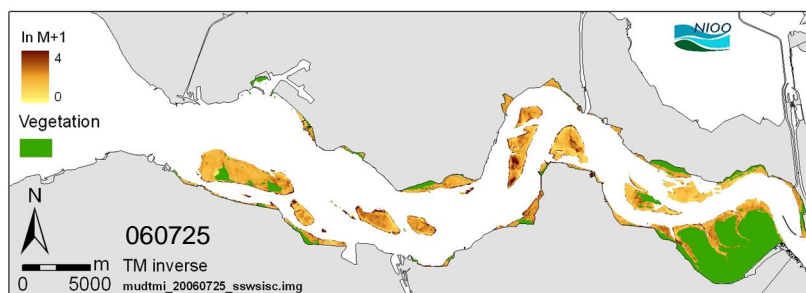 ln M+1
4
0
Vegetation
N
0 5000 m
060725
TM inverse
mudtmi_20060725_sswsisc.img
NIOO